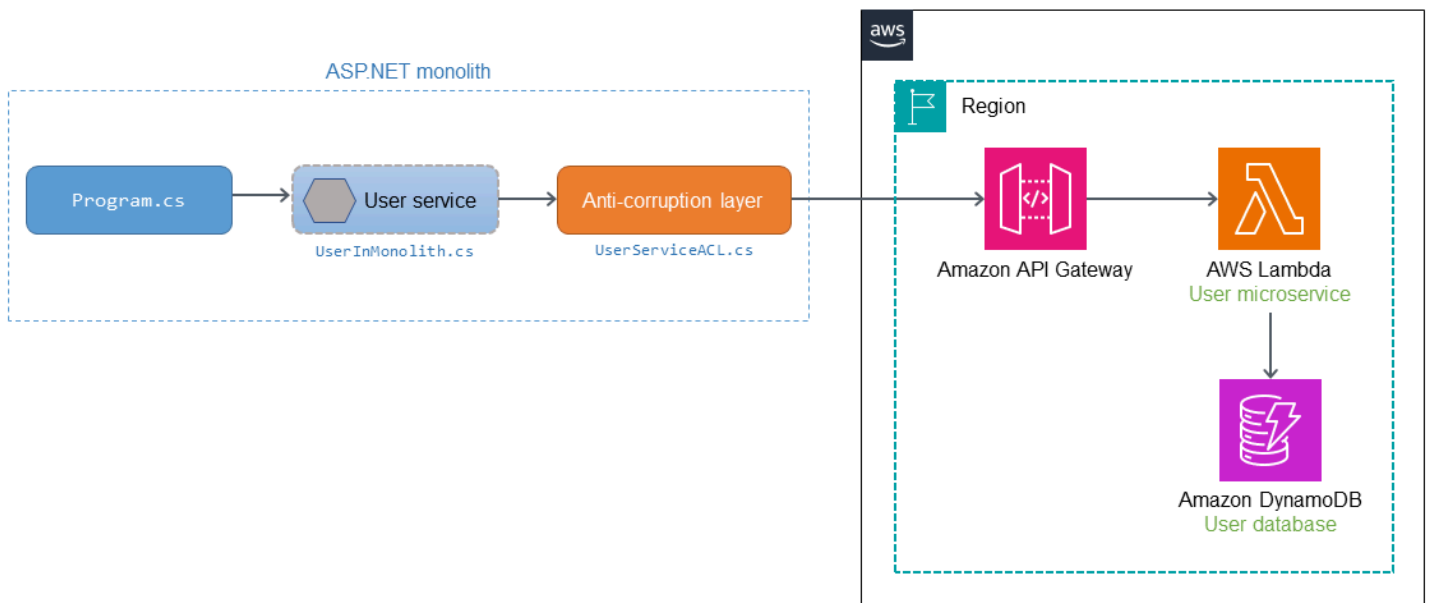 ASP.NET monolith
Program.cs
User service
UserInMonolith.cs
Anti-corruption layer
UserServiceACL.cs
aws
Region
</>
Amazon API Gateway
AWS Lambda
User microservice
Amazon DynamoDB
User database